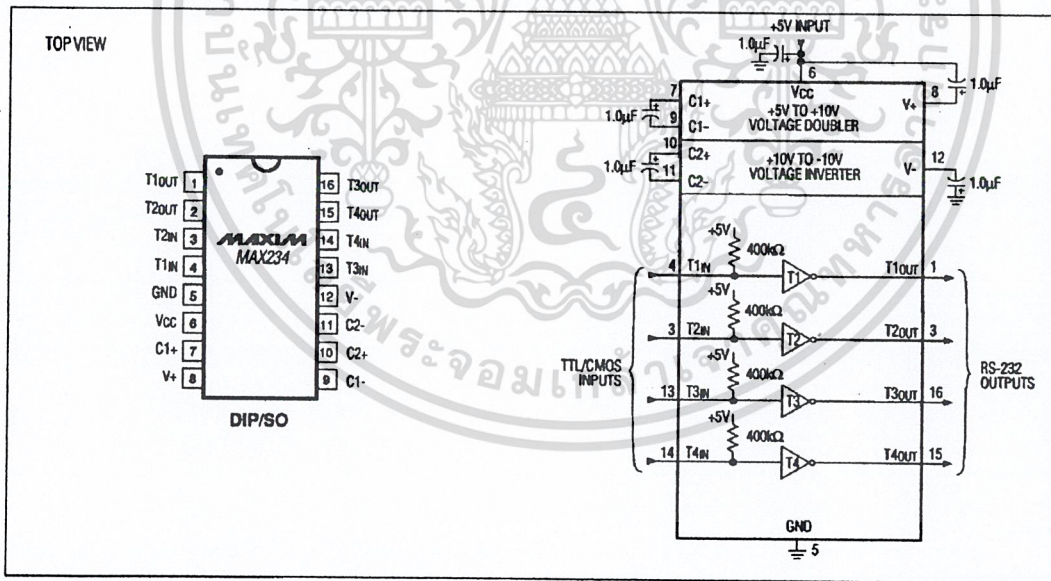 TOP VIEW
T1OUT 1
T2OUT 2
T2IN 3
T1IN 4
GND 5
VCC 6
C1+ 7
V+ 8
16 T3OUT
15 T4OUT
14 T4IN
13 T3IN
12 V-
11 C2-
10 C2+
9 C1-
MAXIM
MAX234
DIP/SO
+5V INPUT
1.0µF
6
VCC
+5V TO +10V
VOLTAGE DOUBLER
7 C1+
1.0µF
9 C1-
V+ 8
1.0µF
10 C2+
1.0µF
11 C2-
+10V TO -10V
VOLTAGE INVERTER
V- 12
1.0µF
+5V
400kΩ
4 T1IN
T1
T1OUT 1
+5V
400kΩ
3 T2IN
T2
T2OUT 3
+5V
400kΩ
13 T3IN
T3
T3OUT 16
+5V
400kΩ
14 T4IN
T4
T4OUT 15
TTL/CMOS
INPUTS
RS-232
OUTPUTS
GND
5